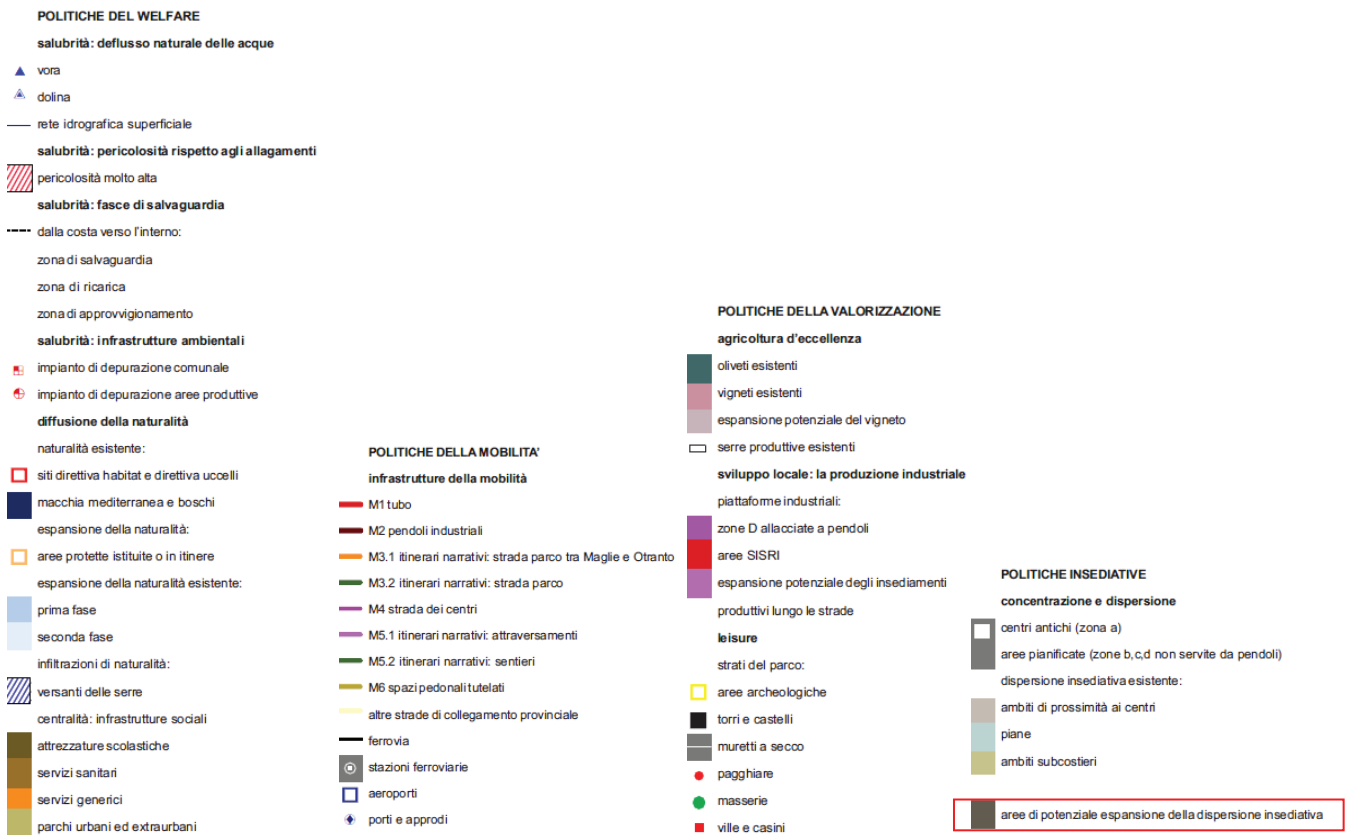 POLITICHE DEL WELFARE
salubrità: deflusso naturale delle acque
vora
dolina
rete idrografica superficiale
salubrità: pericolosità rispetto agli allagamenti
pericolosità molto alta
salubrità: fasce di salvaguardia
dalla costa verso l'interno:
zona di salvaguardia
zona di ricarica
zona di approvvigionamento
salubrità: infrastrutture ambientali
impianto di depurazione comunale
impianto di depurazione aree produttive
diffusione della naturalità
naturalità esistente:
siti direttiva habitat e direttiva uccelli
macchia mediterranea e boschi
espansione della naturalità:
aree protette istituite o in itinere
espansione della naturalità esistente:
prima fase
seconda fase
infiltrazioni di naturalità:
versanti delle serre
centralità: infrastrutture sociali
attrezzature scolastiche
servizi sanitari
servizi generici
parchi urbani ed extraurbani
POLITICHE DELLA MOBILITA'
infrastrutture della mobilità
M1 tubo
M2 pendoli industriali
M3.1 itinerari narrativi: strada parco tra Maglie e Otranto
M3.2 itinerari narrativi: strada parco
M4 strada dei centri
M5.1 itinerari narrativi: attraversamenti
M5.2 itinerari narrativi: sentieri
M6 spazi pedonali tutelati
altre strade di collegamento provinciale
ferrovia
stazioni ferroviarie
aeroporti
porti e approdi
POLITICHE DELLA VALORIZZAZIONE
agricoltura d'eccellenza
oliveti esistenti
vigneti esistenti
espansione potenziale del vigneto
serre produttive esistenti
sviluppo locale: la produzione industriale
piattaforme industriali:
zone D allacciate a pendoli
aree SISRI
espansione potenziale degli insediamenti
produttivi lungo le strade
leisure
strati del parco:
aree archeologiche
torri e castelli
muretti a secco
pagghiare
masserie
ville e casini
POLITICHE INSEDIATIVE
concentrazione e dispersione
centri antichi (zona a)
aree pianificate (zone b,c,d non servite da pendoli)
dispersione insediativa esistente:
ambiti di prossimità ai centri
piane
ambiti subcostieri
aree di potenziale espansione della dispersione insediativa